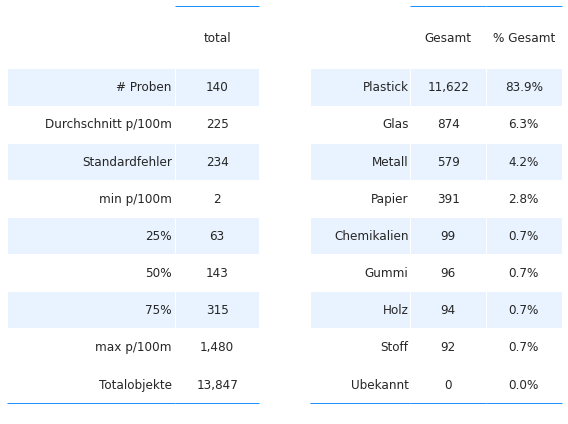 total
# Proben 140
Durchschnitt p/100m 225
Standardfehler 234
min p/100m 2
25% 63
50% 143
75% 315
max p/100m 1,480
Totalobjekte 13,847
Gesamt % Gesamt
Plastick 11,622 83.9%
Glas 874 6.3%
Metall 579 4.2%
Papier 391 2.8%
Chemikalien 99 0.7%
Gummi 96 0.7%
Holz 94 0.7%
Stoff 92 0.7%
Unbekannt 0 0.0%